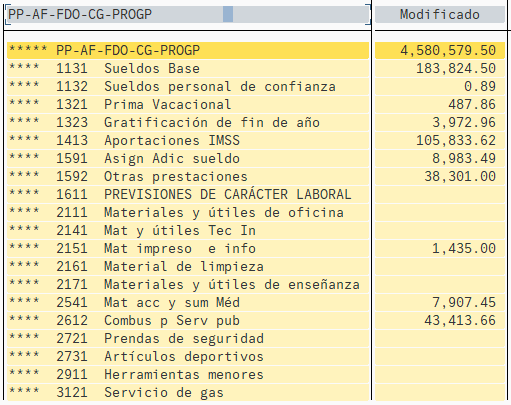 PP-AF-FDO-CG-PROGP Modificado
***** PP-AF-FDO-CG-PROGP 4,580,579.50
**** 1131 Sueldos Base 183,824.50
**** 1132 Sueldos personal de confianza 0.89
**** 1321 Prima Vacacional 487.86
**** 1323 Gratificación de fin de año 3,972.96
**** 1413 Aportaciones IMSS 105,833.62
**** 1591 Asign Adic sueldo 8,983.49
**** 1592 Otras prestaciones 38,301.00
**** 1611 PREVISIONES DE CARÁCTER LABORAL
**** 2111 Materiales y útiles de oficina
**** 2141 Mat y útiles Tec In
**** 2151 Mat impreso e info 1,435.00
**** 2161 Material de limpieza
**** 2171 Materiales y útiles de enseñanza
**** 2541 Mat acc y sum Méd 7,907.45
**** 2612 Combus p Serv pub 43,413.66
**** 2721 Prendas de seguridad
**** 2731 Artículos deportivos
**** 2911 Herramientas menores
**** 3121 Servicio de gas